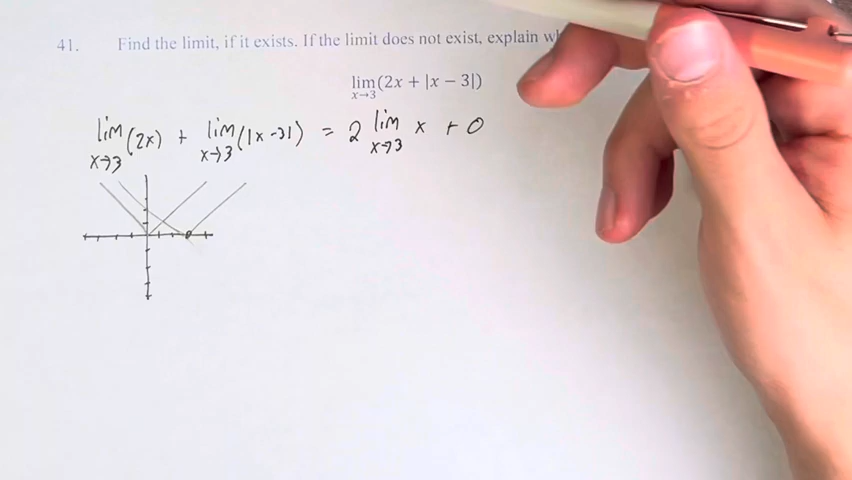 41. Find the limit, if it exists. If the limit does not exist, explain
lim x→3 (2x + |x − 3|)
lim x→3 (2x) + lim x→3 (|x-3|) = 2 lim x→3 x + 0